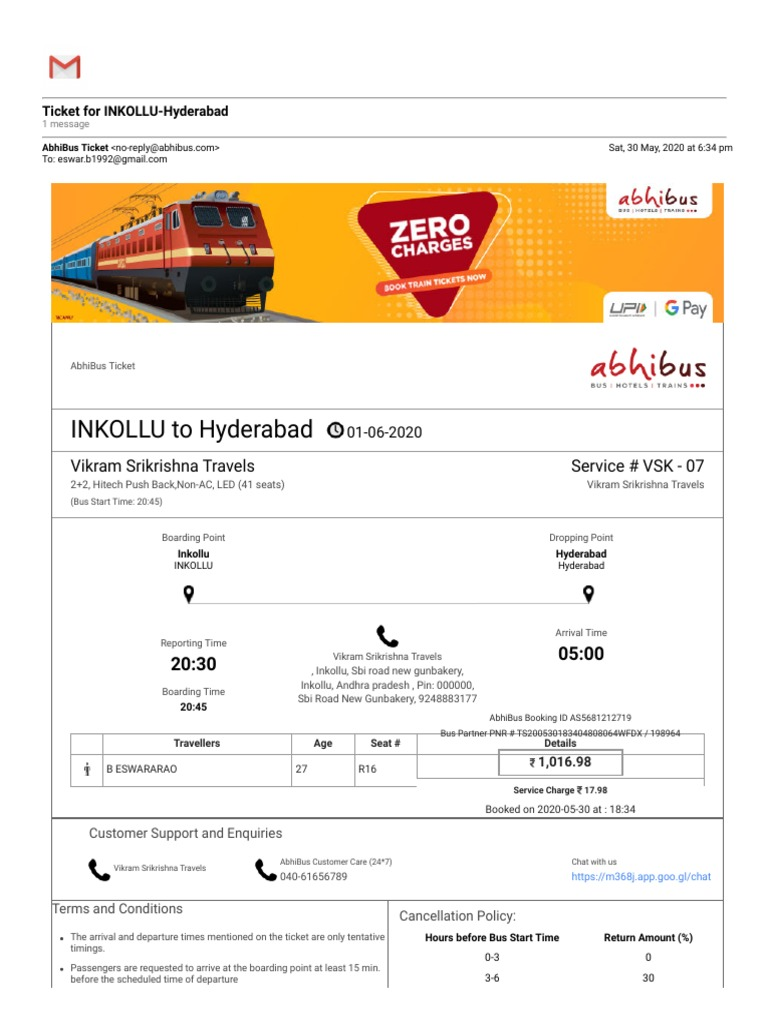 Ticket for INKOLLU-Hyderabad
1 message
AbhiBus Ticket <no-reply@abhibus.com>
Sat, 30 May, 2020 at 6:34 pm
To: eswar.b1992@gmail.com
ZERO
CHARGES
BOOK TRAIN TICKETS NOW
abhibus
BUS | HOTELS | TRAINS
UPI
G Pay
AbhiBus Ticket
abhibus
BUS | HOTELS | TRAINS
INKOLLU to Hyderabad 01-06-2020
Vikram Srikrishna Travels
Service # VSK - 07
2+2, Hitech Push Back,Non-AC, LED (41 seats)
Vikram Srikrishna Travels
(Bus Start Time: 20:45)
Boarding Point
Inkollu
INKOLLU
Dropping Point
Hyderabad
Hyderabad
Reporting Time
20:30
Boarding Time
20:45
Vikram Srikrishna Travels
, Inkollu, Sbi road new gunbakery,
Inkollu, Andhra pradesh , Pin: 000000,
Sbi Road New Gunbakery, 9248883177
Arrival Time
05:00
AbhiBus Booking ID AS5681212719
Bus Partner PNR # TS200530183404808064WFDX / 198964
Travellers Age Seat # Details
B ESWARARAO 27 R16 ₹ 1,016.98
Service Charge ₹ 17.98
Booked on 2020-05-30 at : 18:34
Customer Support and Enquiries
Vikram Srikrishna Travels
AbhiBus Customer Care (24*7)
040-61656789
Chat with us
https://m368j.app.goo.gl/chat
Terms and Conditions
• The arrival and departure times mentioned on the ticket are only tentative
timings.
• Passengers are requested to arrive at the boarding point at least 15 min.
before the scheduled time of departure
Cancellation Policy:
Hours before Bus Start Time Return Amount (%)
0-3 0
3-6 30